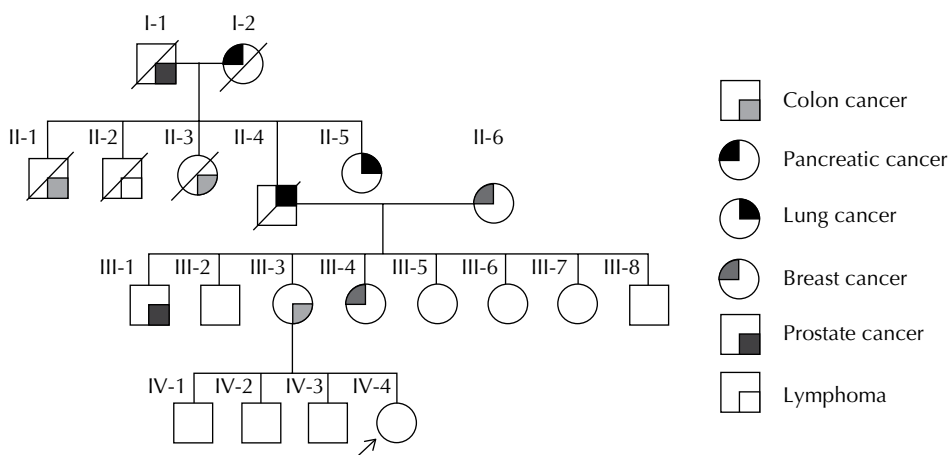 I-1 I-2
II-1 II-2 II-3 II-4 II-5 II-6
III-1 III-2 III-3 III-4 III-5 III-6 III-7 III-8
IV-1 IV-2 IV-3 IV-4
Colon cancer
Pancreatic cancer
Lung cancer
Breast cancer
Prostate cancer
Lymphoma